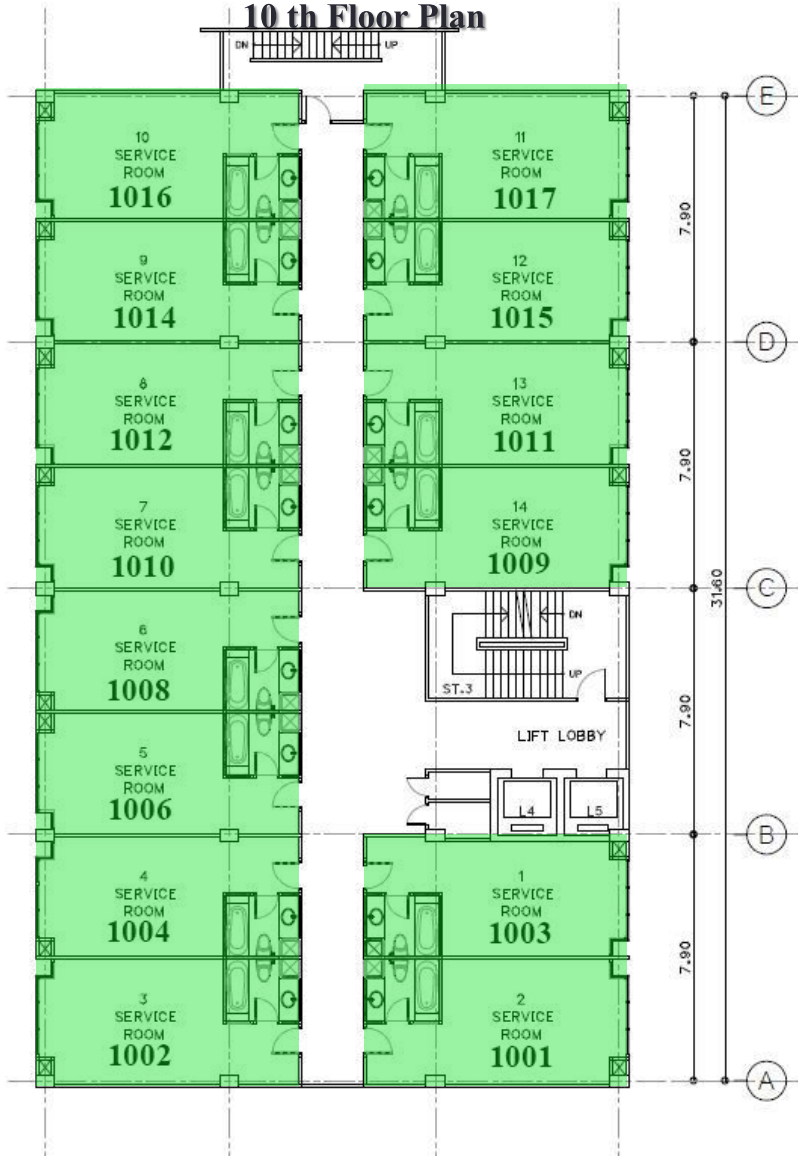 10 th Floor Plan
DN
UP
E
10
SERVICE
ROOM
1016
11
SERVICE
ROOM
1017
7.90
9
SERVICE
ROOM
1014
12
SERVICE
ROOM
1015
D
8
SERVICE
ROOM
1012
13
SERVICE
ROOM
1011
7.90
7
SERVICE
ROOM
1010
14
SERVICE
ROOM
1009
31.60
C
6
SERVICE
ROOM
1008
DN
UP
ST.3
7.90
LIFT LOBBY
5
SERVICE
ROOM
1006
L4
L5
B
4
SERVICE
ROOM
1004
1
SERVICE
ROOM
1003
7.90
3
SERVICE
ROOM
1002
2
SERVICE
ROOM
1001
A